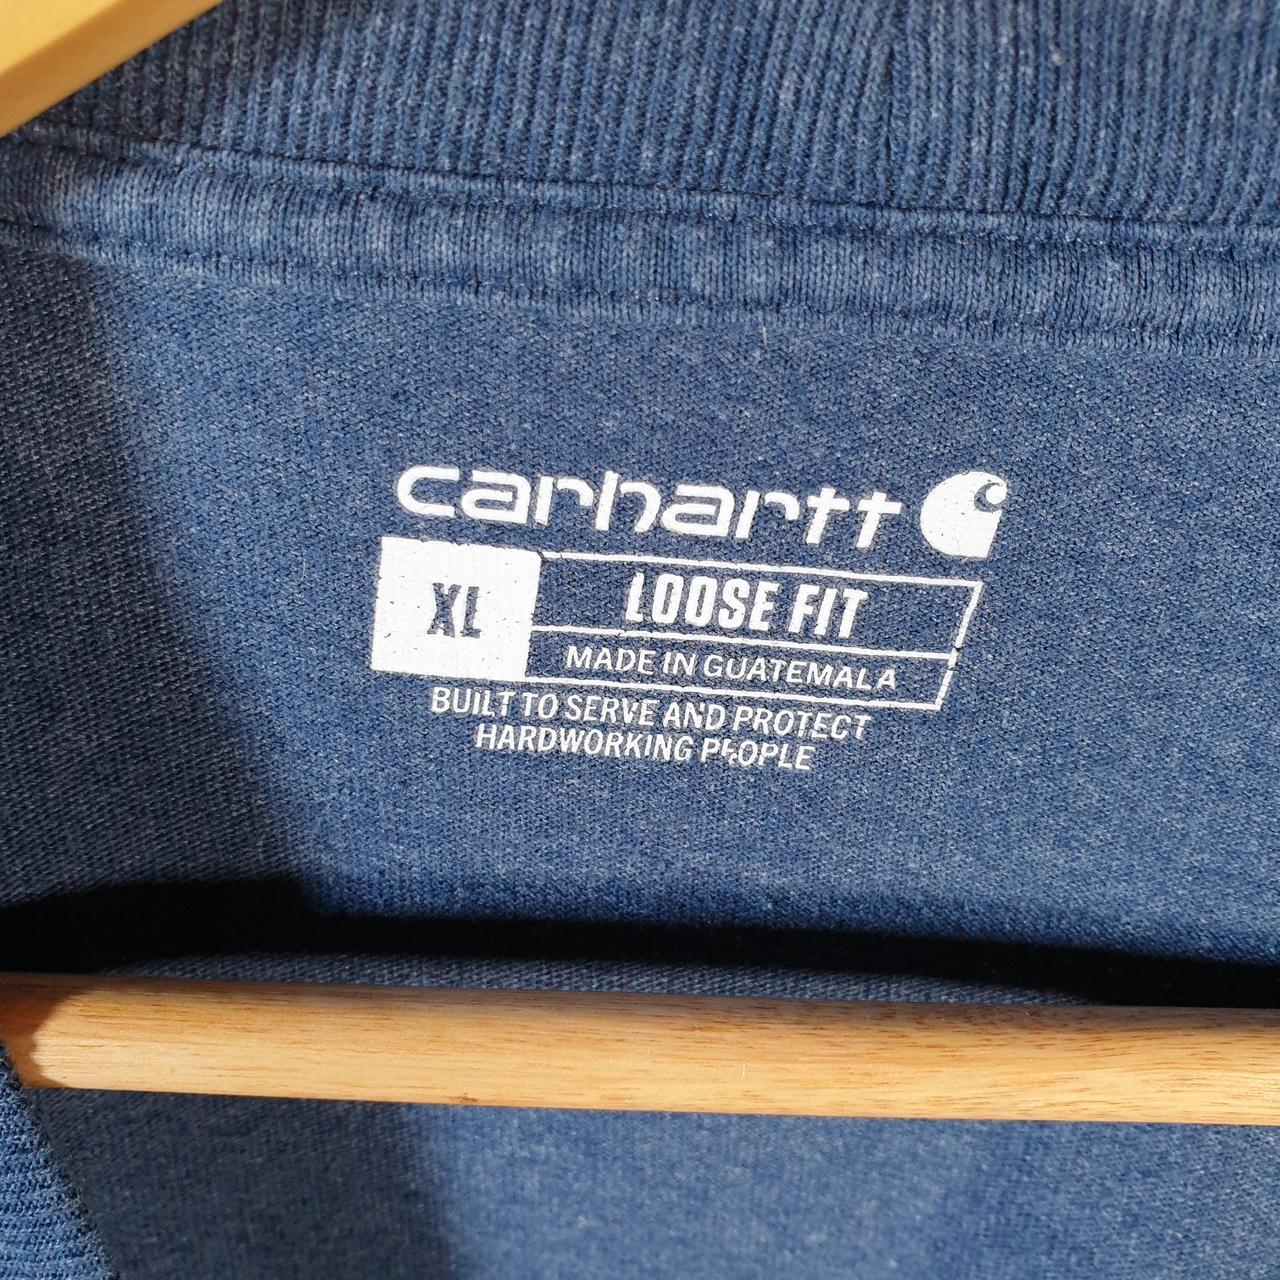 carhartt
XL
LOOSE FIT
MADE IN GUATEMALA
BUILT TO SERVE AND PROTECT
HARDWORKING PEOPLE